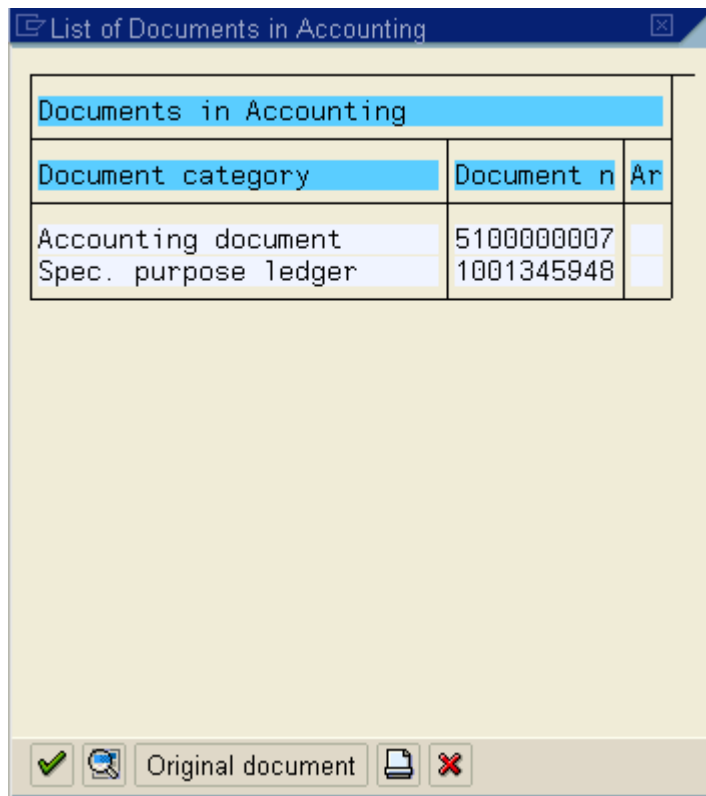 List of Documents in Accounting
Documents in Accounting
Document category Document n Ar
Accounting document 5100000007
Spec. purpose ledger 1001345948
Original document